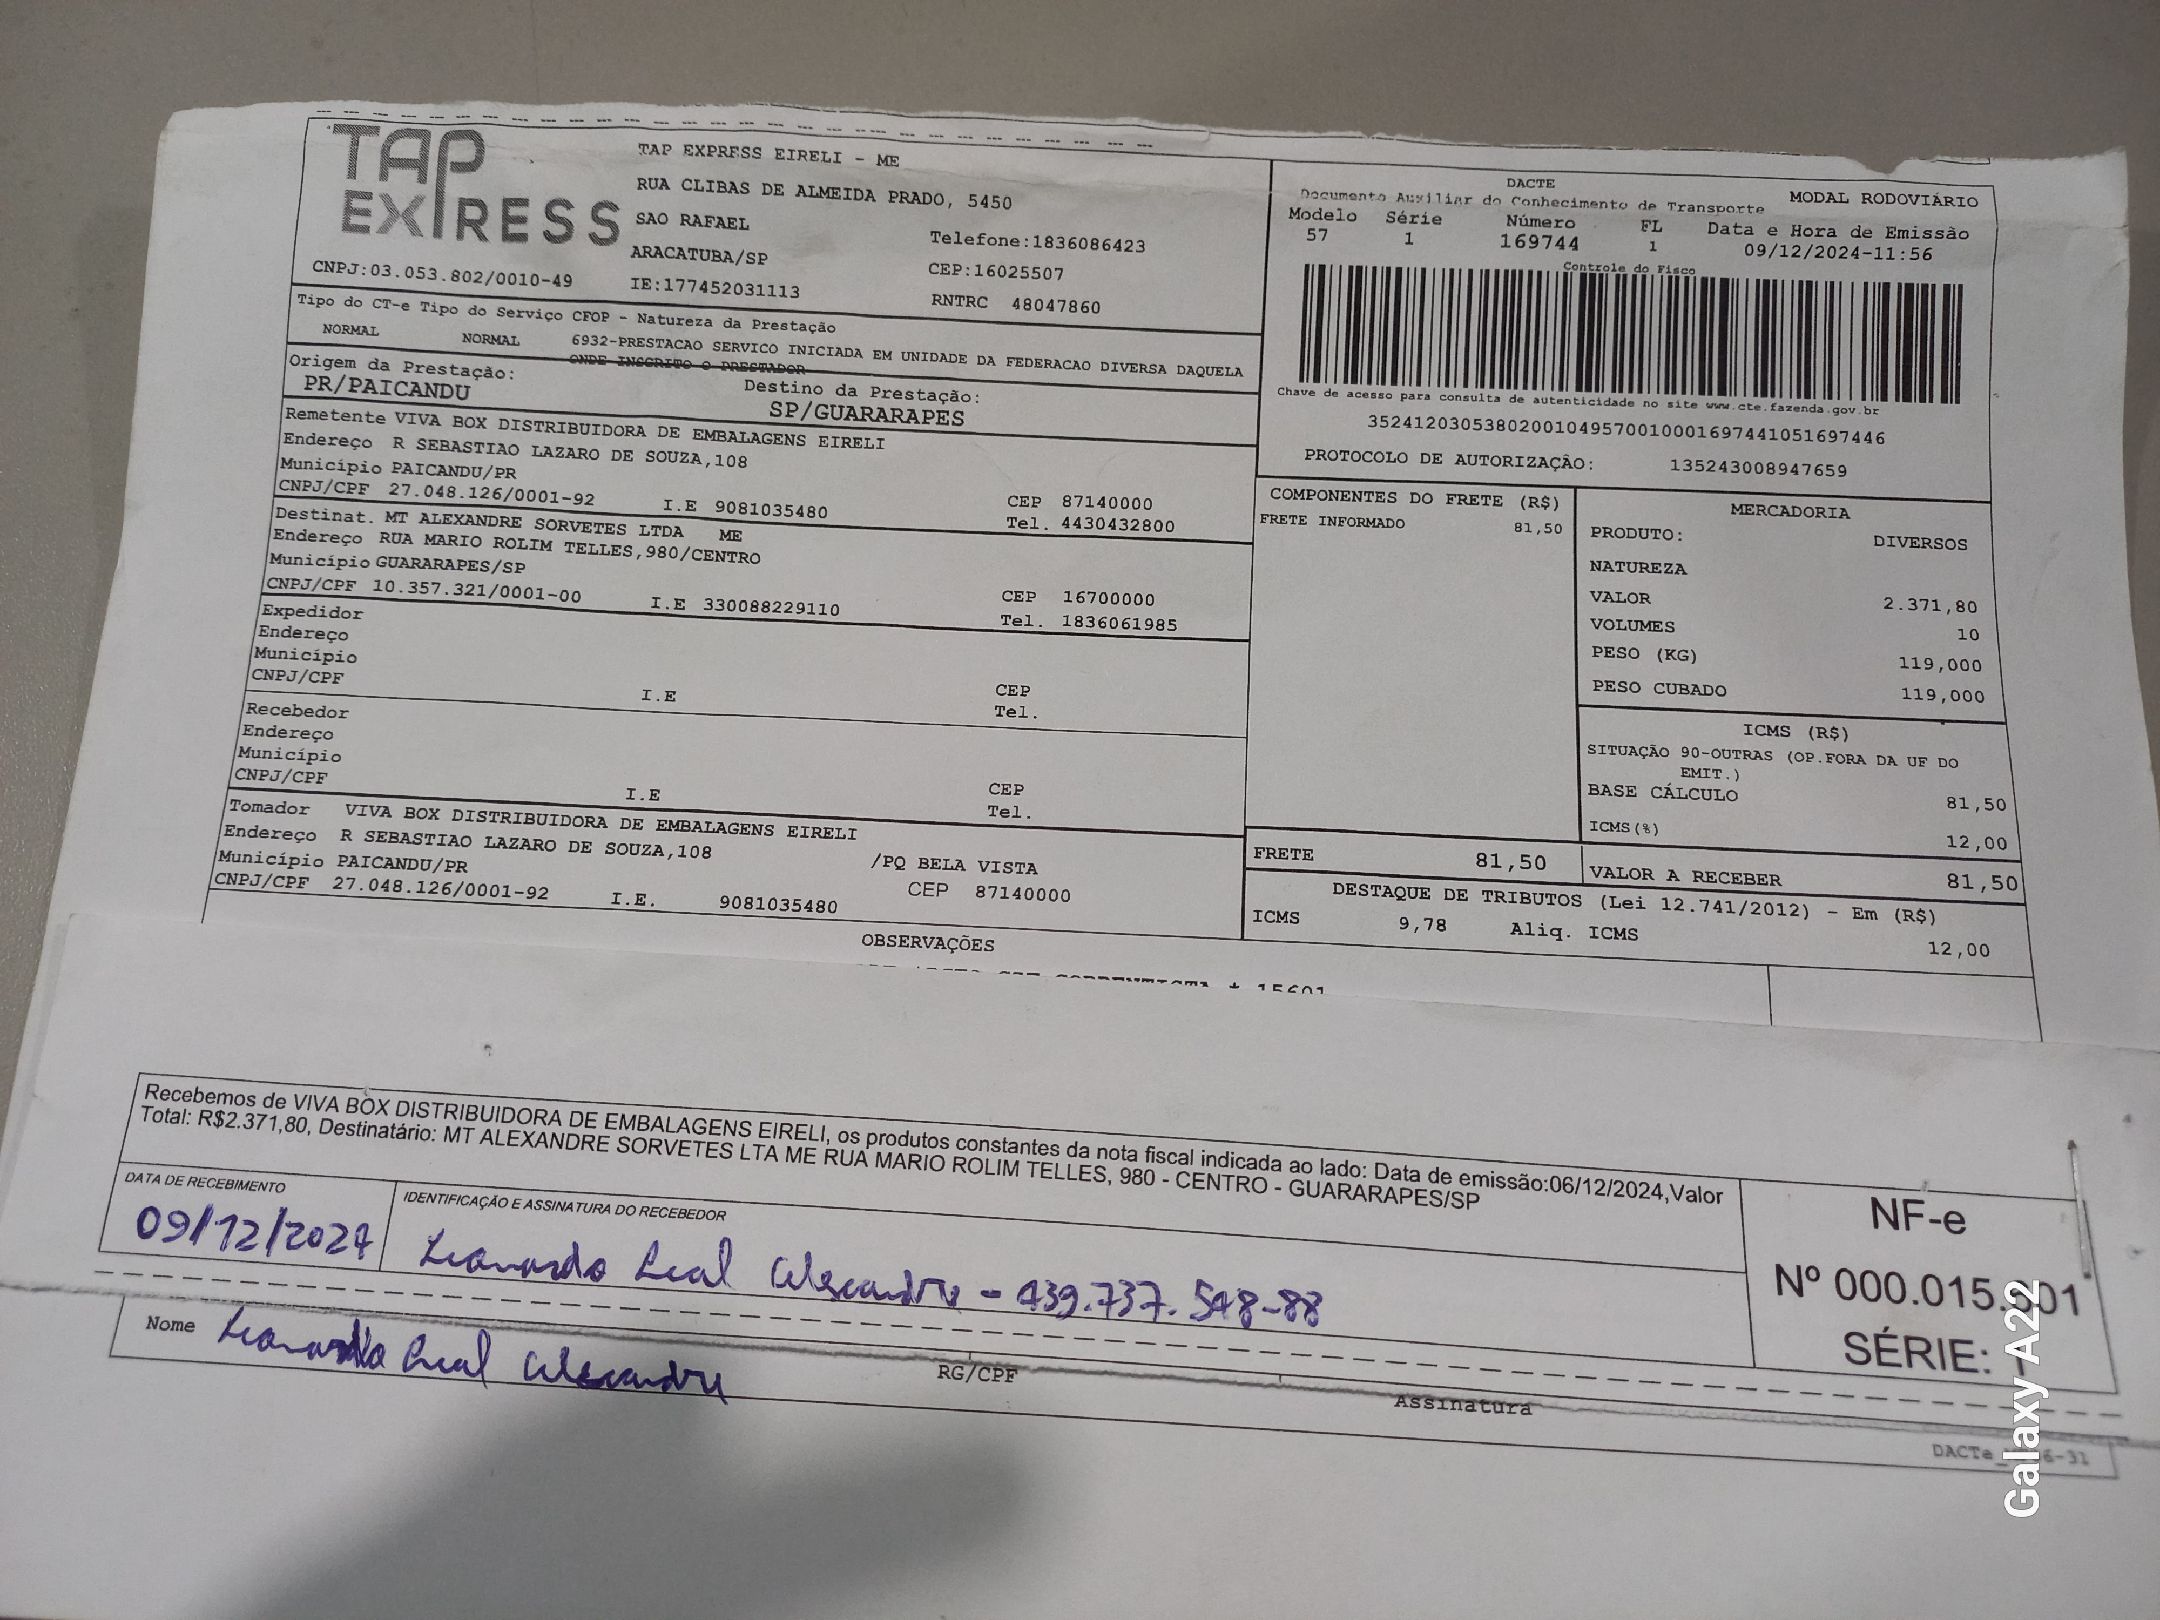 TAP
EXPRESS
TAP EXPRESS EIRELI - ME
RUA CLIBAS DE ALMEIDA PRADO, 5450
SAO RAFAEL
Telefone:1836086423
ARACATUBA/SP
CEP:16025507
CNPJ:03.053.802/0010-49
IE:177452031113
RNTRC 48047860
DACTE
MODAL RODOVIÁRIO
Documento Auxiliar do Conhecimento de Transporte
Modelo Série Número FL Data e Hora de Emissão
57 1 169744 1 09/12/2024-11:56
Controle do Fisco
Chave de acesso para consulta de autenticidade no site www.cte.fazenda.gov.br
35241203053802001049570010001697441051697446
PROTOCOLO DE AUTORIZAÇÃO: 135243008947659
Tipo do CT-e Tipo do Serviço CFOP - Natureza da Prestação
NORMAL NORMAL 6932-PRESTACAO SERVICO INICIADA EM UNIDADE DA FEDERACAO DIVERSA DAQUELA
ONDE INSCRITO O PRESTADOR
Origem da Prestação: Destino da Prestação:
PR/PAICANDU SP/GUARARAPES
Remetente VIVA BOX DISTRIBUIDORA DE EMBALAGENS EIRELI
Endereço R SEBASTIAO LAZARO DE SOUZA,108
Município PAICANDU/PR CEP 87140000
CNPJ/CPF 27.048.126/0001-92 I.E 9081035480 Tel. 4430432800
Destinat. MT ALEXANDRE SORVETES LTDA ME
Endereço RUA MARIO ROLIM TELLES,980/CENTRO
Município GUARARAPES/SP CEP 16700000
CNPJ/CPF 10.357.321/0001-00 I.E 330088229110 Tel. 1836061985
Expedidor
Endereço
Município CEP
CNPJ/CPF I.E Tel.
Recebedor
Endereço
Município CEP
CNPJ/CPF I.E Tel.
Tomador VIVA BOX DISTRIBUIDORA DE EMBALAGENS EIRELI
Endereço R SEBASTIAO LAZARO DE SOUZA,108 /PQ BELA VISTA
Município PAICANDU/PR CEP 87140000
CNPJ/CPF 27.048.126/0001-92 I.E. 9081035480
COMPONENTES DO FRETE (R$)
FRETE INFORMADO 81,50
MERCADORIA
PRODUTO: DIVERSOS
NATUREZA
VALOR 2.371,80
VOLUMES 10
PESO (KG) 119,000
PESO CUBADO 119,000
ICMS (R$)
SITUAÇÃO 90-OUTRAS (OP.FORA DA UF DO
EMIT.)
BASE CÁLCULO 81,50
ICMS(%) 12,00
FRETE 81,50 VALOR A RECEBER 81,50
DESTAQUE DE TRIBUTOS (Lei 12.741/2012) - Em (R$)
ICMS 9,78 Aliq. ICMS 12,00
OBSERVAÇÕES
15601
Recebemos de VIVA BOX DISTRIBUIDORA DE EMBALAGENS EIRELI, os produtos constantes da nota fiscal indicada ao lado: Data de emissão:06/12/2024,Valor
Total: R$2.371,80, Destinatário: MT ALEXANDRE SORVETES LTA ME RUA MARIO ROLIM TELLES, 980 - CENTRO - GUARARAPES/SP
DATA DE RECEBIMENTO IDENTIFICAÇÃO E ASSINATURA DO RECEBEDOR
09/12/2024 Leonardo Leal Alexandre - 439.737.548-88
NF-e
Nº 000.015.601
SÉRIE:
Nome Leonardo Leal Alexandre RG/CPF Assinatura
DACTe_ 6-31
Galaxy A22